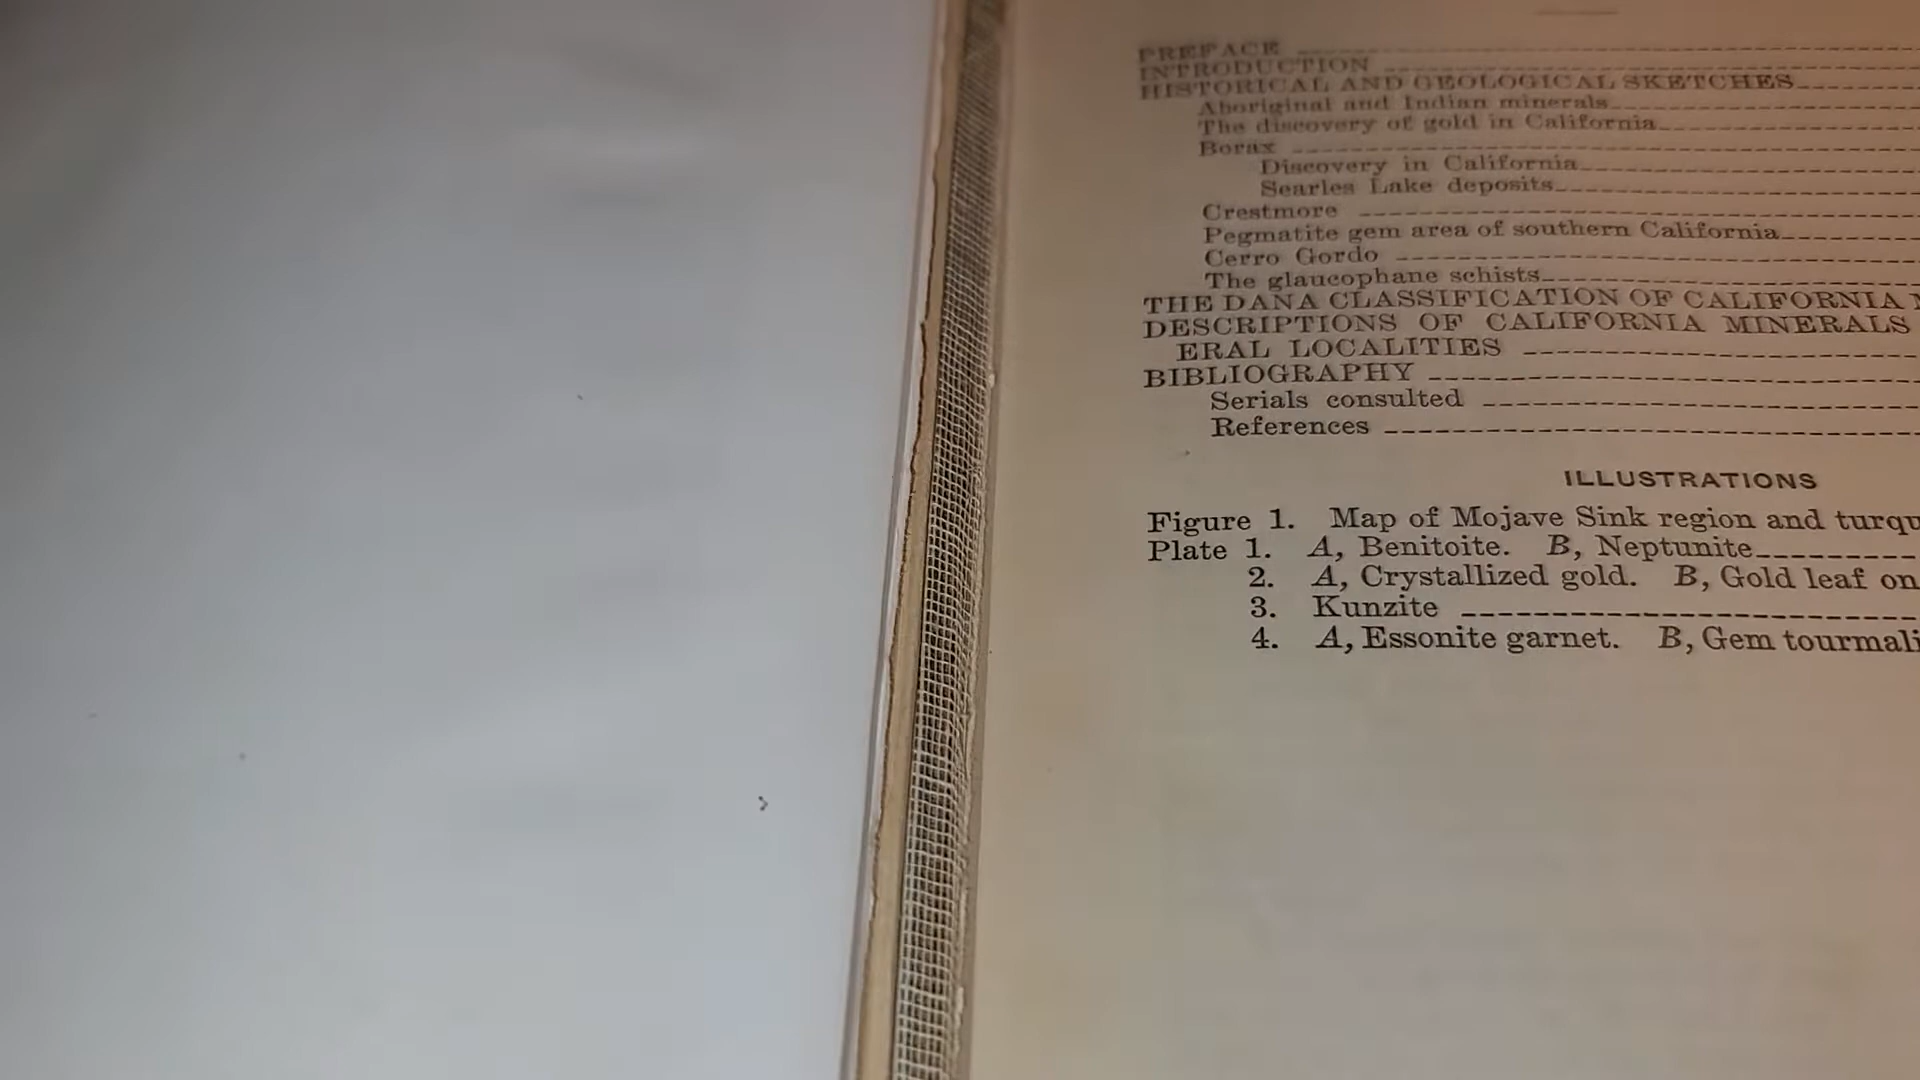 PREFACE
INTRODUCTION
HISTORICAL AND GEOLOGICAL SKETCHES
Aboriginal and Indian minerals
The discovery of gold in California
Borax
Discovery in California
Searles Lake deposits
Crestmore
Pegmatite gem area of southern California
Cerro Gordo
The glaucophane schists
THE DANA CLASSIFICATION OF CALIFORNIA
DESCRIPTIONS OF CALIFORNIA MINERALS
ERAL LOCALITIES
BIBLIOGRAPHY
Serials consulted
References
ILLUSTRATIONS
Figure 1. Map of Mojave Sink region and turqu
Plate 1. A, Benitoite. B, Neptunite
2. A, Crystallized gold. B, Gold leaf on
3. Kunzite
4. A, Essonite garnet. B, Gem tourmali